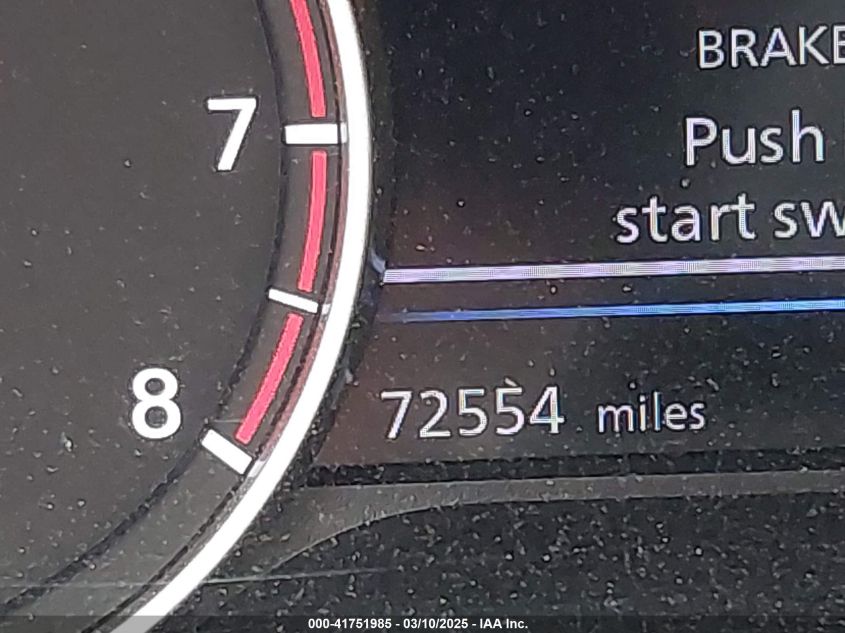 BRAKE
7
Push
start sw
8
72554 miles
000-41751985 - 03/10/2025 - IAA Inc.